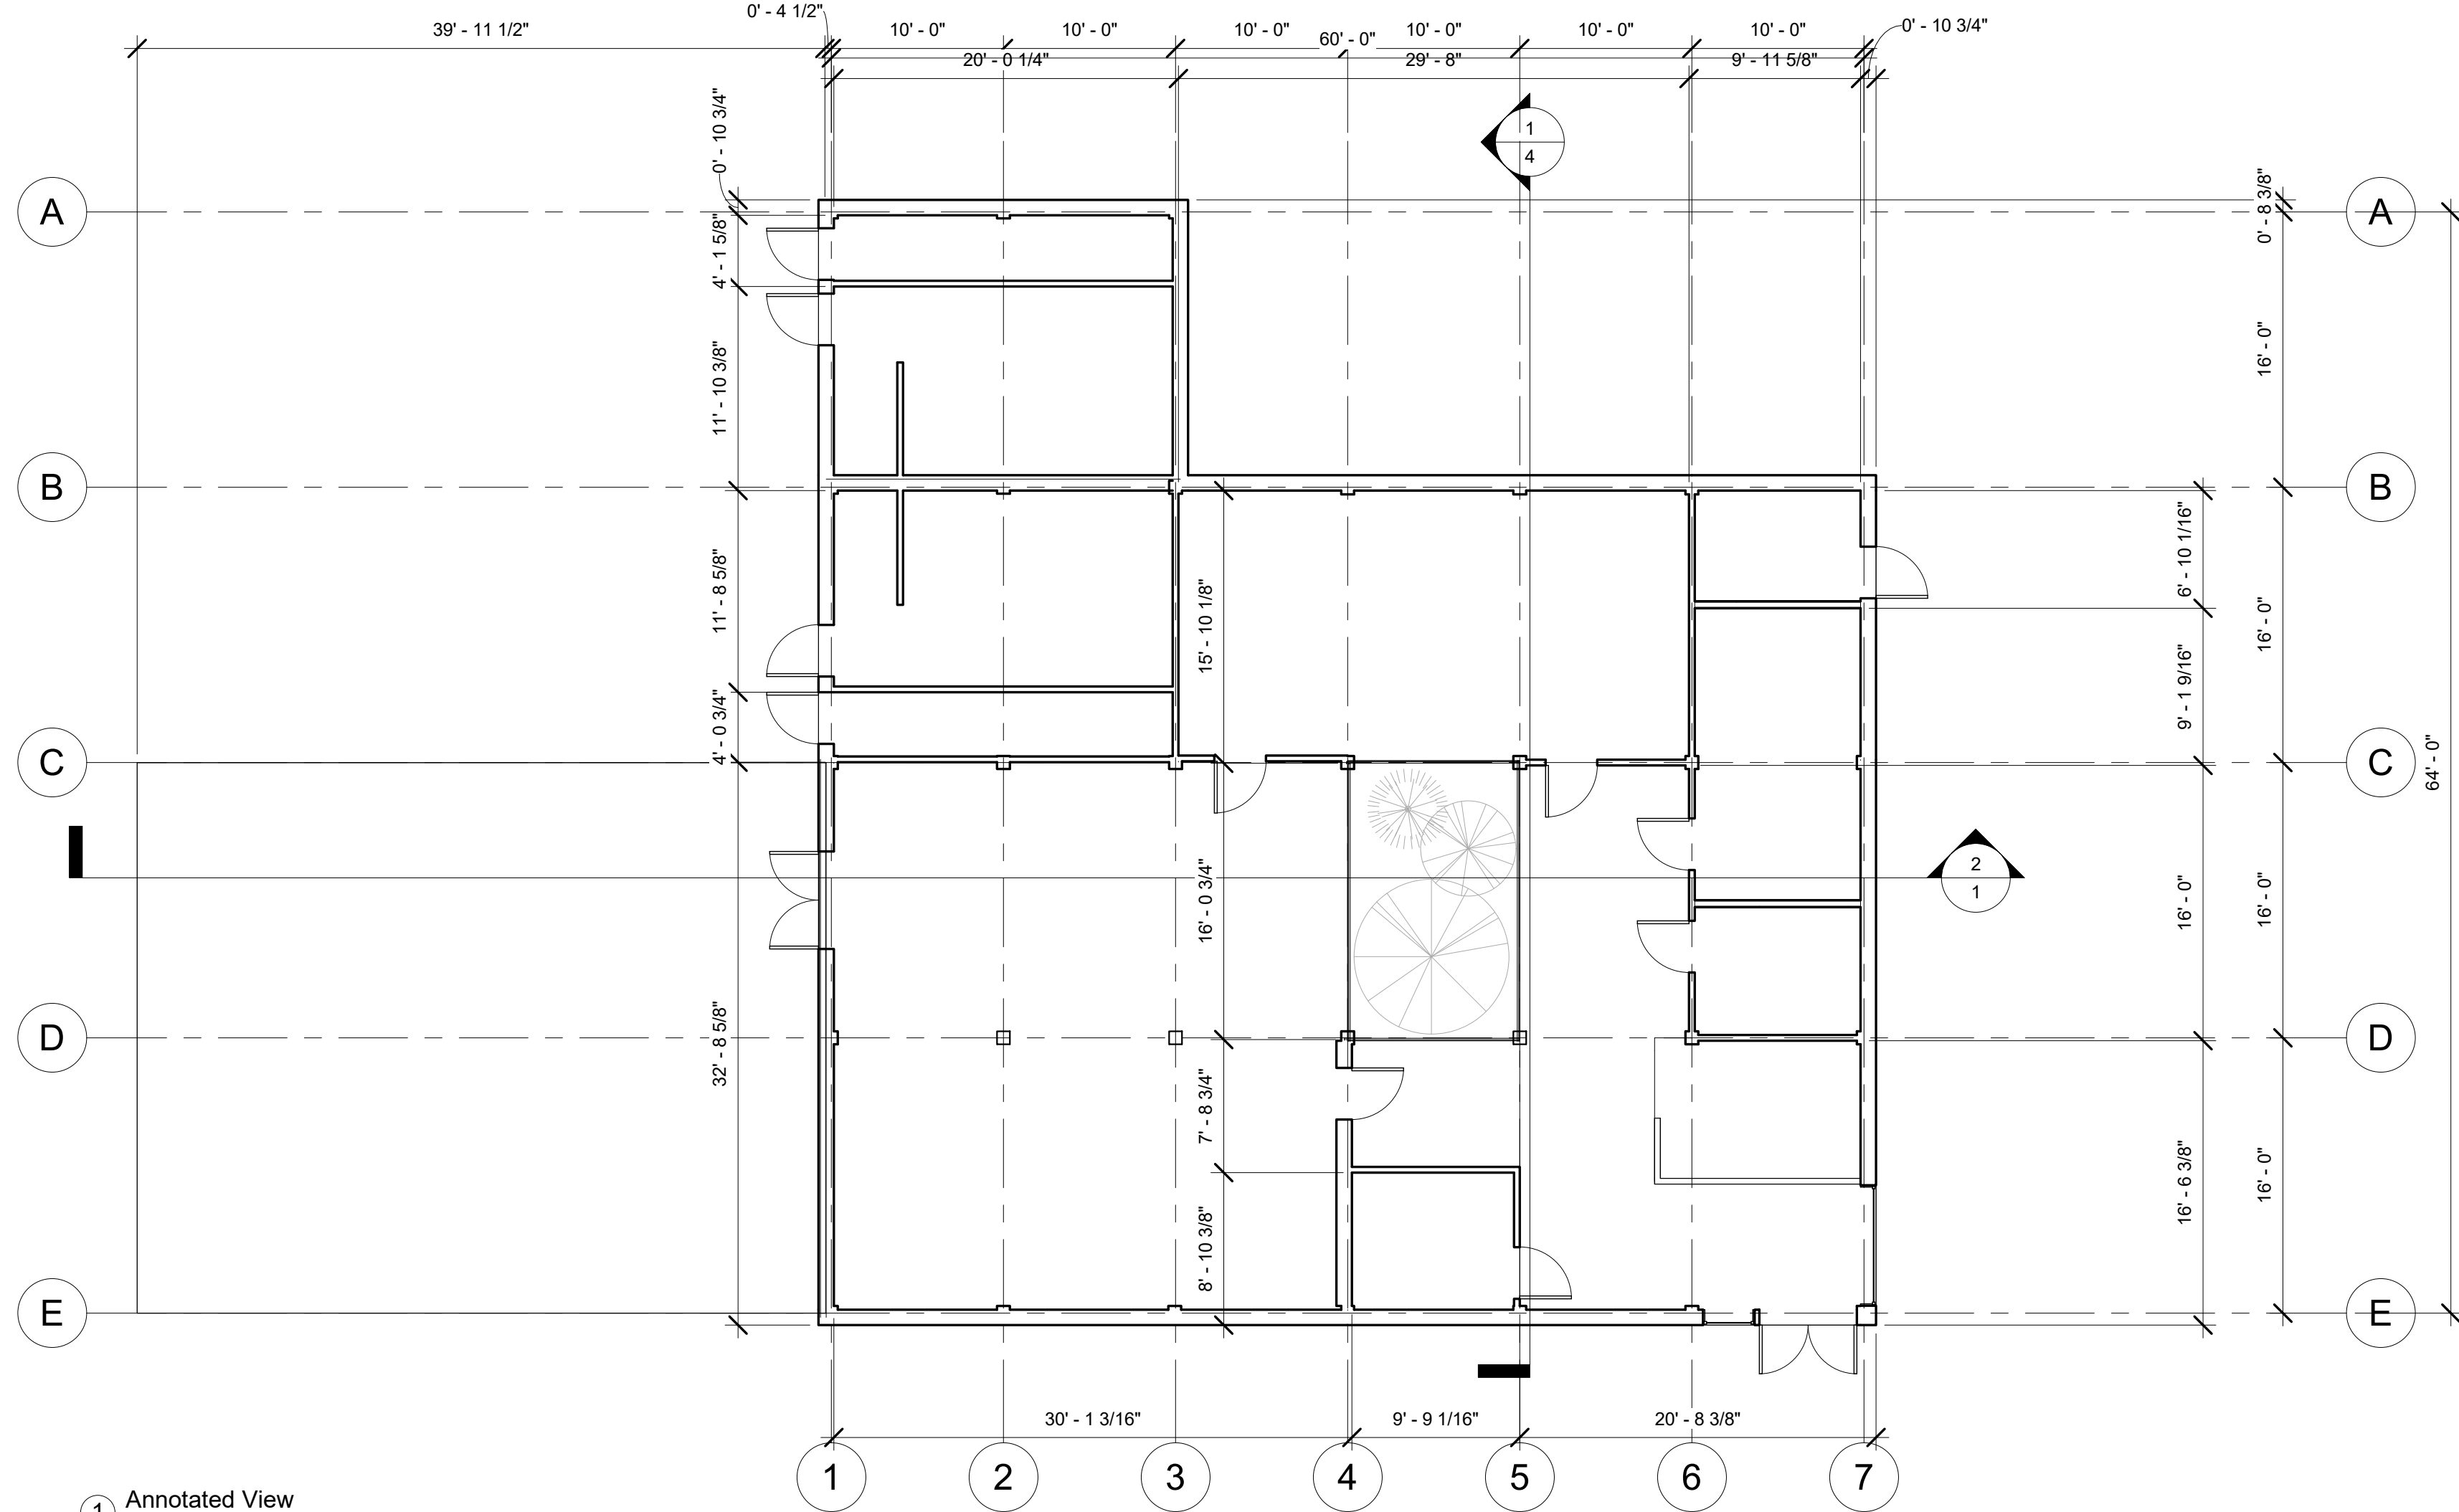 0' - 4 1/2"
39' - 11 1/2"
10' - 0"
10' - 0"
10' - 0"
10' - 0"
10' - 0"
10' - 0"
0' - 10 3/4"
60' - 0"
20' - 0 1/4"
29' - 8"
9' - 11 5/8"
0' - 10 3/4"
1
4
A
A
0' - 8 3/8"
4' - 1 5/8"
11' - 10 3/8"
16' - 0"
B
B
11' - 8 5/8"
15' - 10 1/8"
6' - 10 1/16"
16' - 0"
9' - 1 9/16"
4' - 0 3/4"
C
C
64' - 0"
2
1
16' - 0 3/4"
16' - 0"
16' - 0"
D
D
32' - 8 5/8"
7' - 8 3/4"
16' - 6 3/8"
16' - 0"
8' - 10 3/8"
E
E
30' - 1 3/16"
9' - 9 1/16"
20' - 8 3/8"
1
2
3
4
5
6
7
1
Annotated View